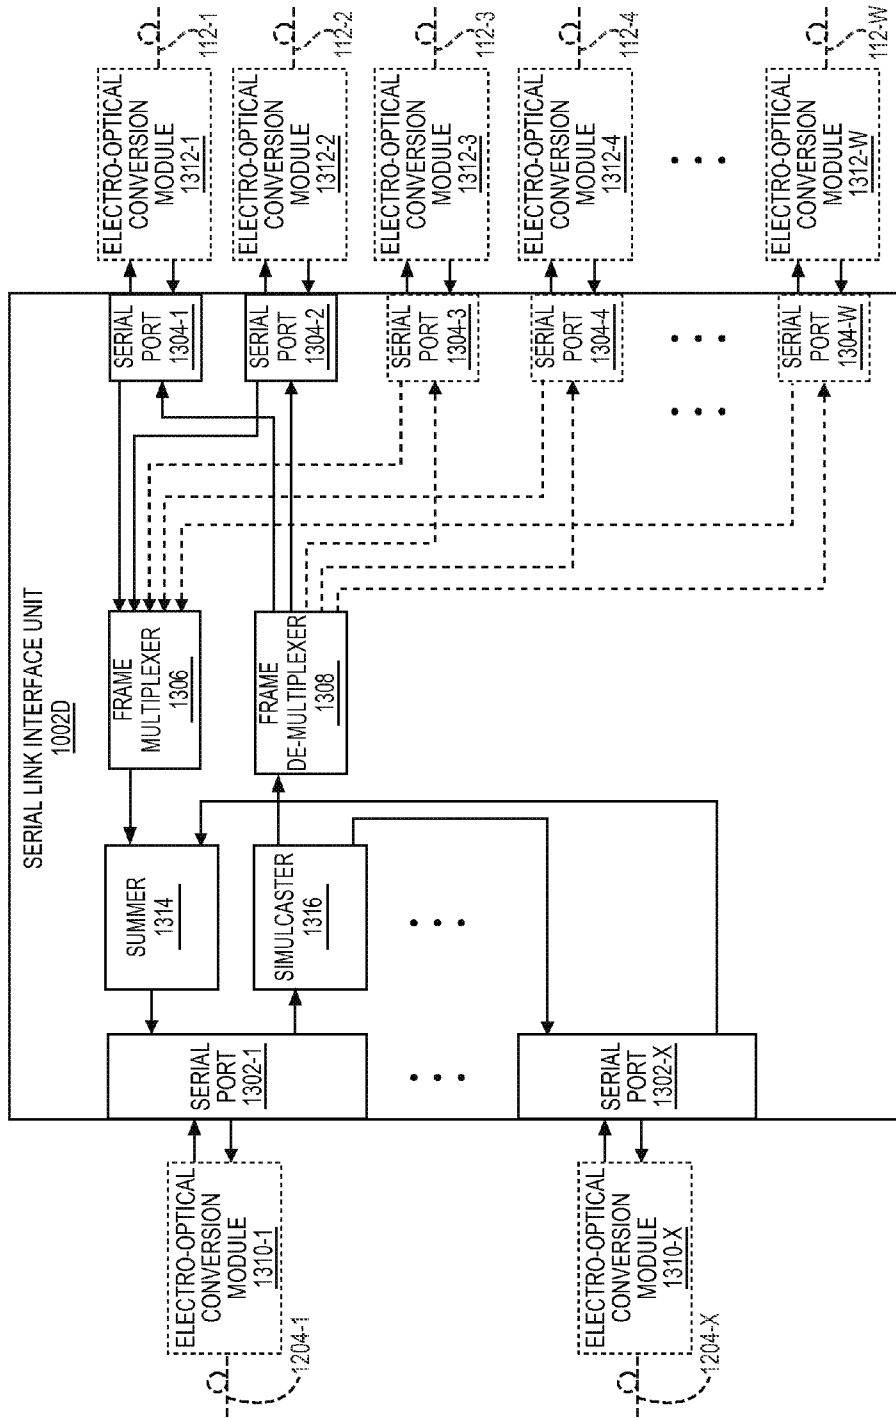 SERIAL LINK INTERFACE UNIT
1002D
1204-1
ELECTRO-OPTICAL
CONVERSION
MODULE
1310-1
SERIAL
PORT
1302-1
SUMMER
1314
SIMULCASTER
1316
FRAME
MULTIPLEXER
1306
FRAME
DE-MULTIPLEXER
1308
SERIAL
PORT
1304-1
ELECTRO-OPTICAL
CONVERSION
MODULE
1312-1
112-1
SERIAL
PORT
1304-2
ELECTRO-OPTICAL
CONVERSION
MODULE
1312-2
112-2
SERIAL
PORT
1304-3
ELECTRO-OPTICAL
CONVERSION
MODULE
1312-3
112-3
SERIAL
PORT
1304-4
ELECTRO-OPTICAL
CONVERSION
MODULE
1312-4
112-4
1204-X
ELECTRO-OPTICAL
CONVERSION
MODULE
1310-X
SERIAL
PORT
1302-X
SERIAL
PORT
1304-W
ELECTRO-OPTICAL
CONVERSION
MODULE
1312-W
112-W